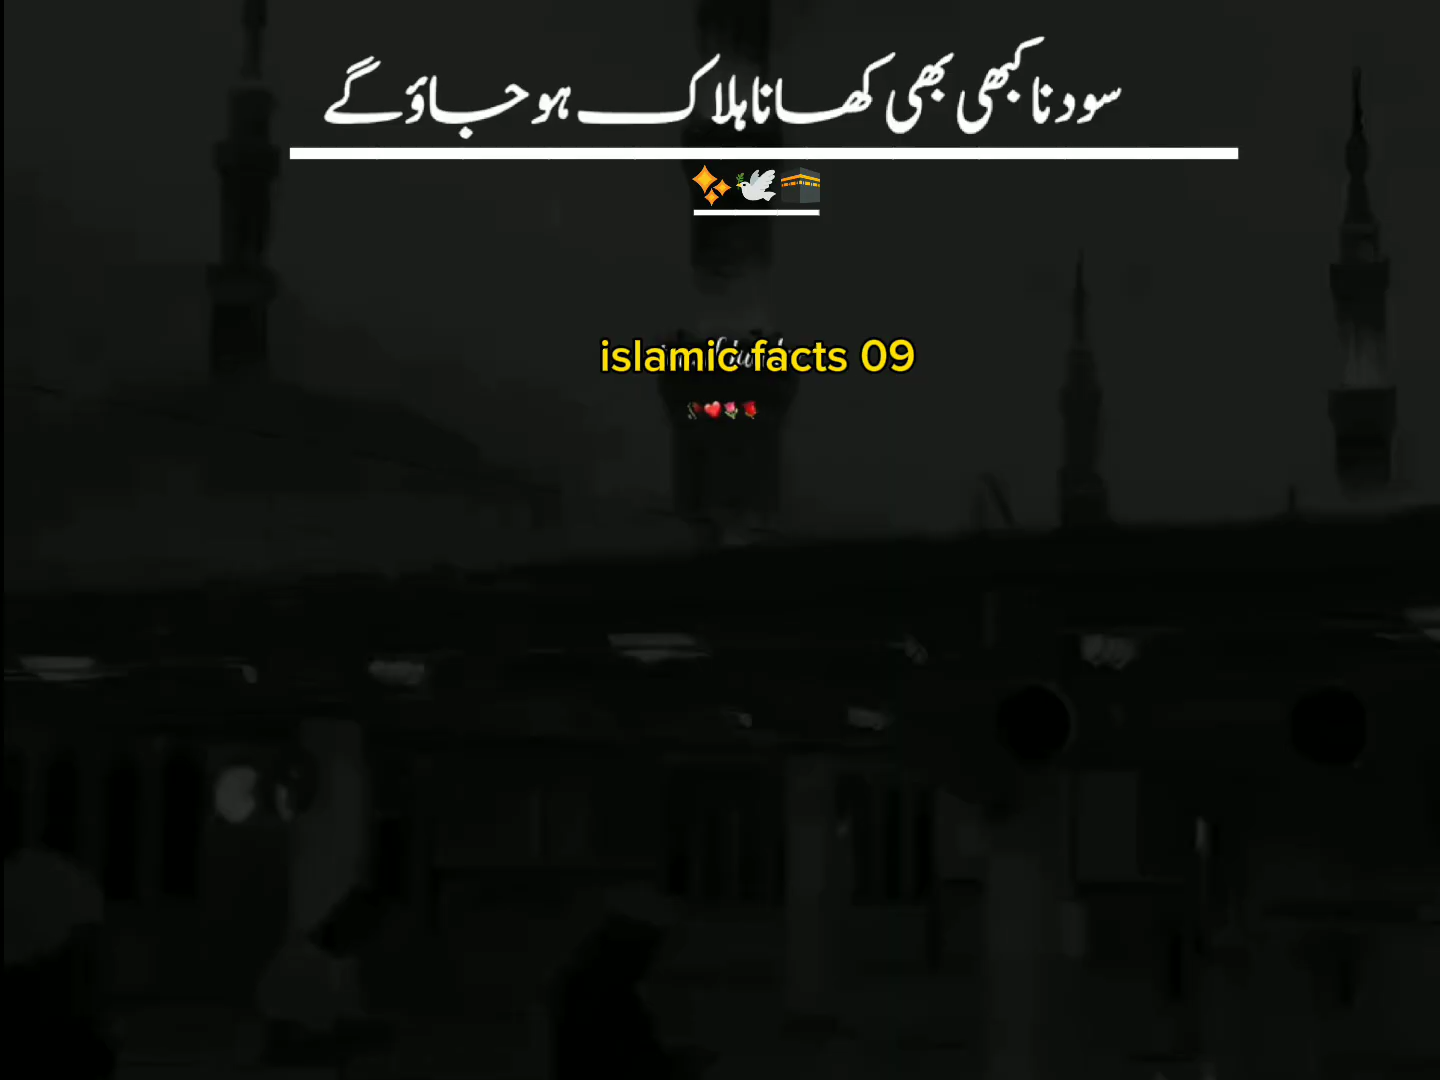 سود نا کبھی بھی کھانا ہلاک ہو جاؤ گے
✨🕊️🕋
islamic facts 09